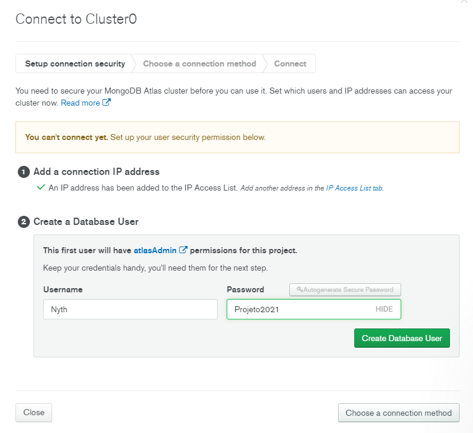 Connect to Cluster0
Setup connection security
Choose a connection method
Connect
You need to secure your MongoDB Atlas cluster before you can use it. Set which users and IP addresses can access your
cluster now. Read more
You can't connect yet. Set up your user security permission below.
1 Add a connection IP address
An IP address has been added to the IP Access List. Add another address in the IP Access List tab.
2 Create a Database User
This first user will have atlasAdmin permissions for this project.
Keep your credentials handy, you'll need them for the next step.
Username
Password
Autogenerate Secure Password
Nyth
Projeto2021
HIDE
Create Database User
Close
Choose a connection method